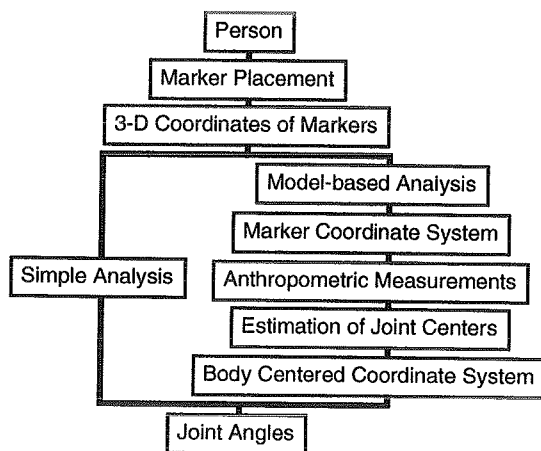 Person
Marker Placement
3-D Coordinates of Markers
Model-based Analysis
Marker Coordinate System
Simple Analysis
Anthropometric Measurements
Estimation of Joint Centers
Body Centered Coordinate System
Joint Angles